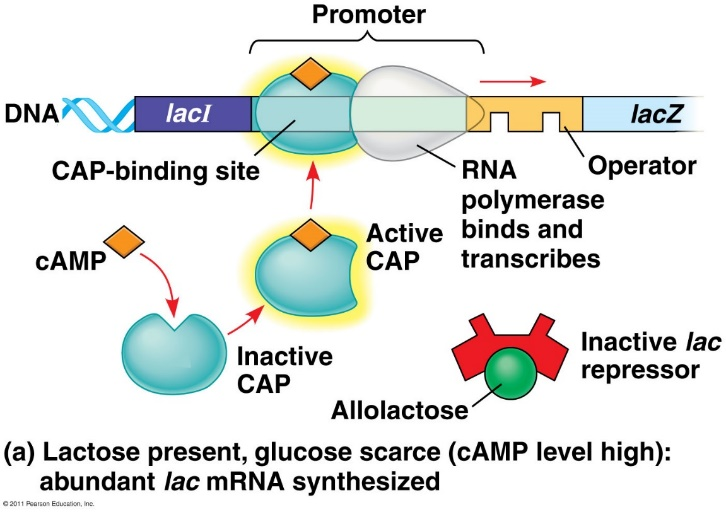 Promoter
DNA
lacI
lacZ
CAP-binding site
RNA
polymerase
binds and
transcribes
Operator
cAMP
Active
CAP
Inactive
CAP
Inactive lac
repressor
Allolactose
(a) Lactose present, glucose scarce (cAMP level high):
abundant lac mRNA synthesized
© 2011 Pearson Education, Inc.